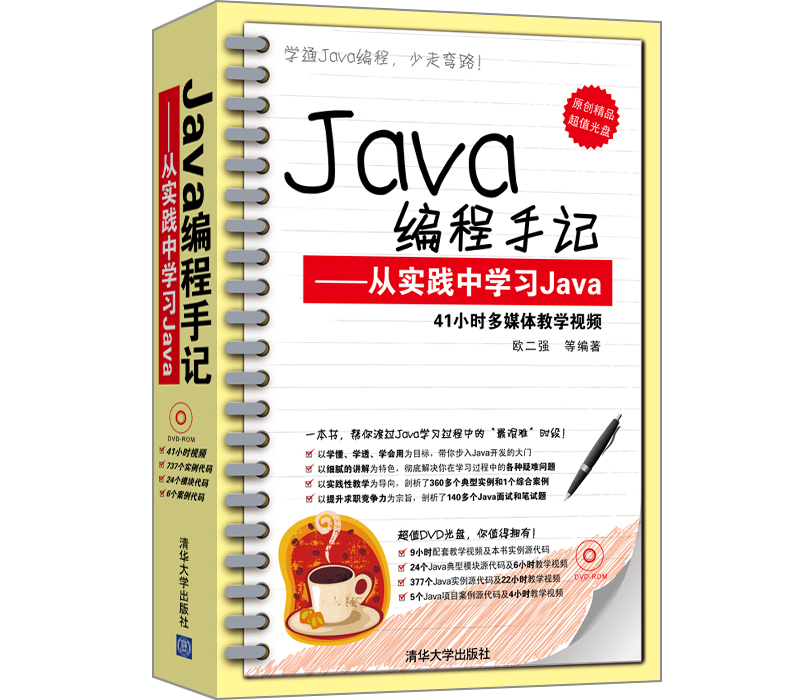 Java编程手记
——从实践中学习Java
DVD-ROM
41小时视频
737个实例代码
24个模块代码
6个案例代码
清华大学出版社
学通Java编程，少走弯路！
原创精品
超值光盘
Java
编程手记
——从实践中学习Java
41小时多媒体教学视频
欧二强 等编著
一本书，帮你渡过Java学习过程中的“最艰难”时段！
以学懂、学透、学会用为目标，带你步入Java开发的大门
以细腻的讲解为特色，彻底解决你在学习过程中的各种疑难问题
以实践性教学为导向，剖析了360多个典型实例和1个综合案例
以提升求职竞争力为宗旨，剖析了140多个Java面试和笔试题
超值DVD光盘，你值得拥有！
9小时配套教学视频及本书实例源代码
24个Java典型模块源代码及6小时教学视频
377个Java实例源代码及22小时教学视频
5个Java项目案例源代码及4小时教学视频
DVD-ROM
清华大学出版社